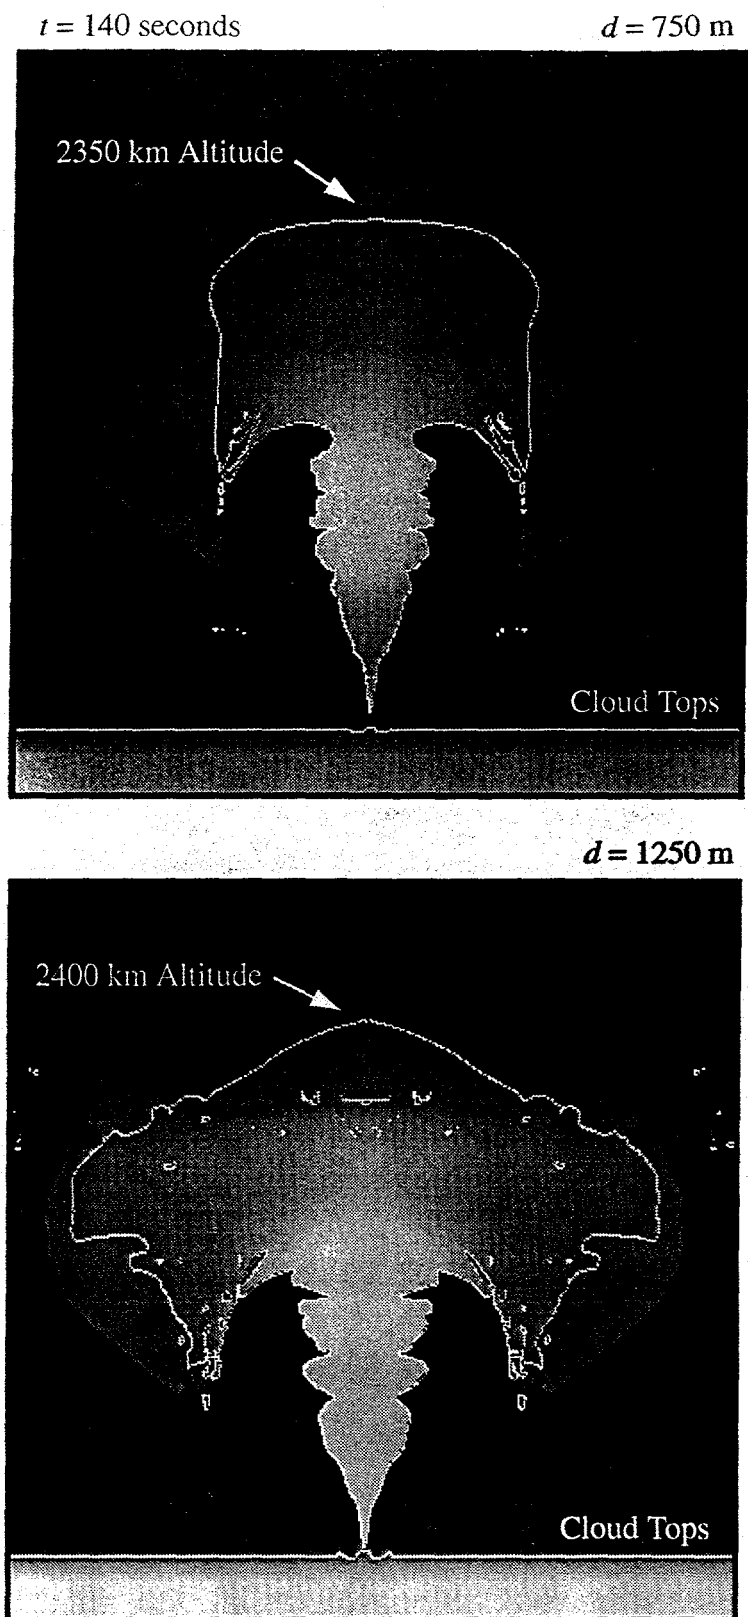 t = 140 seconds d = 750 m
2350 km Altitude
Cloud Tops
d = 1250 m
2400 km Altitude
Cloud Tops